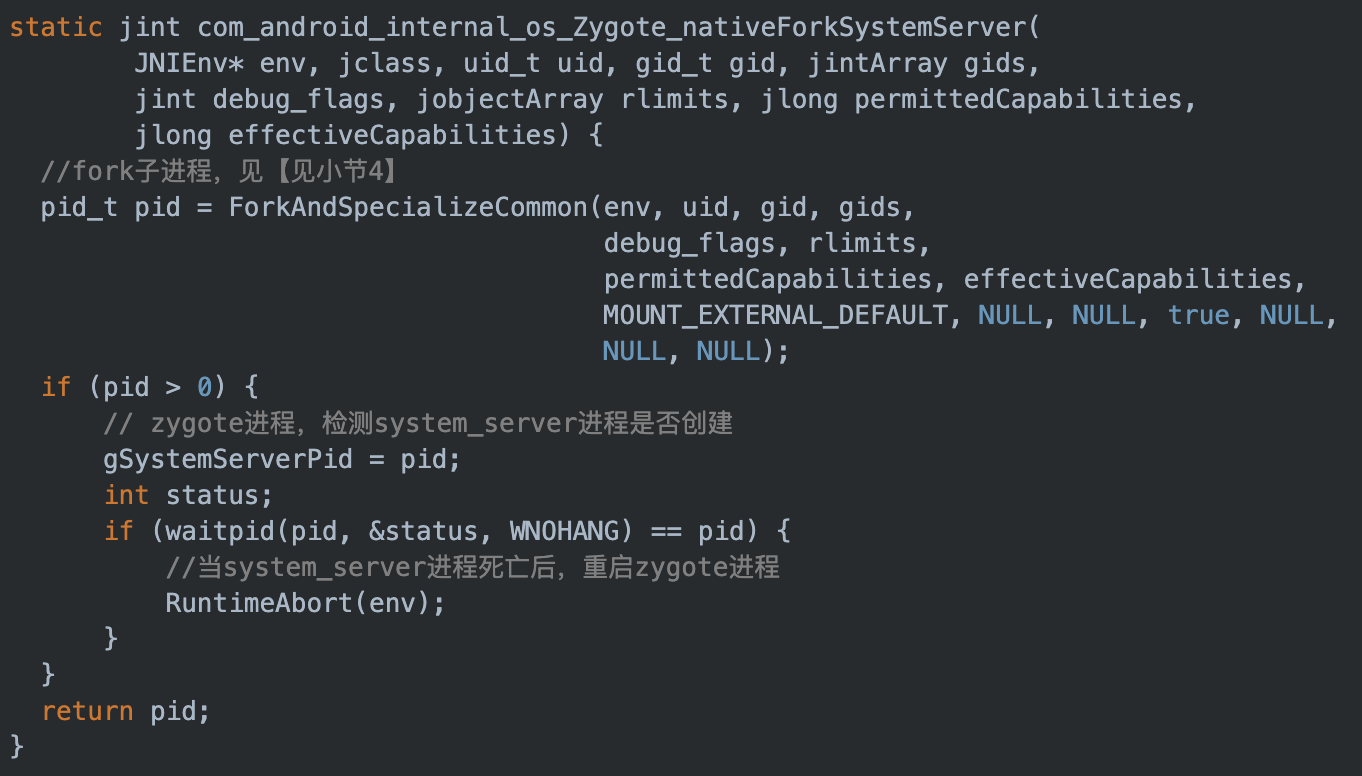 static jint com_android_internal_os_Zygote_nativeForkSystemServer(
        JNIEnv* env, jclass, uid_t uid, gid_t gid, jintArray gids,
        jint debug_flags, jobjectArray rlimits, jlong permittedCapabilities,
        jlong effectiveCapabilities) {
  //fork子进程，见【见小节4】
  pid_t pid = ForkAndSpecializeCommon(env, uid, gid, gids,
                                      debug_flags, rlimits,
                                      permittedCapabilities, effectiveCapabilities,
                                      MOUNT_EXTERNAL_DEFAULT, NULL, NULL, true, NULL,
                                      NULL, NULL);
  if (pid > 0) {
      // zygote进程，检测system_server进程是否创建
      gSystemServerPid = pid;
      int status;
      if (waitpid(pid, &status, WNOHANG) == pid) {
          //当system_server进程死亡后，重启zygote进程
          RuntimeAbort(env);
      }
  }
  return pid;
}